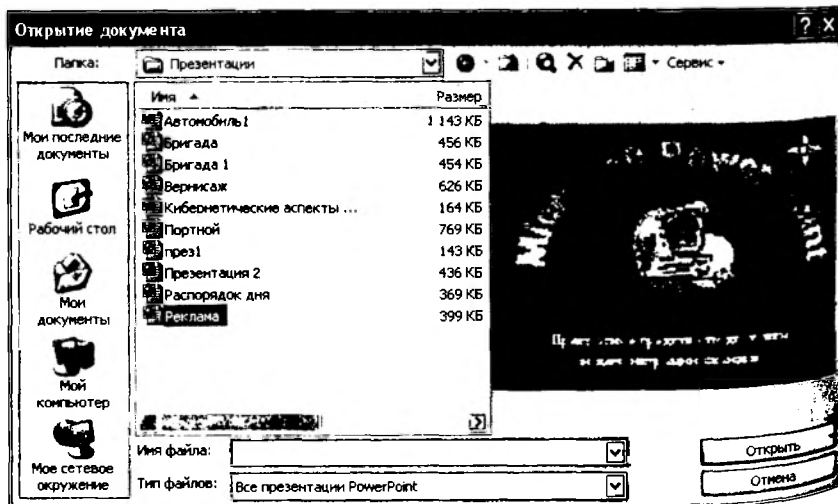 Открытие документа
? X
Папка:
Презентации
Сервис
Имя
Размер
Автомобиль1 1 143 КБ
Бригада 456 КБ
Бригада 1 454 КБ
Вернисаж 626 КБ
Кибернетические аспекты ... 164 КБ
Портной 769 КБ
през1 143 КБ
Презентация 2 436 КБ
Распорядок дня 369 КБ
Реклама 399 КБ
Мои последние
документы
Рабочий стол
Мои
документы
Мой
компьютер
Мое сетевое
окружение
Имя файла:
Открыть
Тип файлов:
Все презентации PowerPoint
Отмена